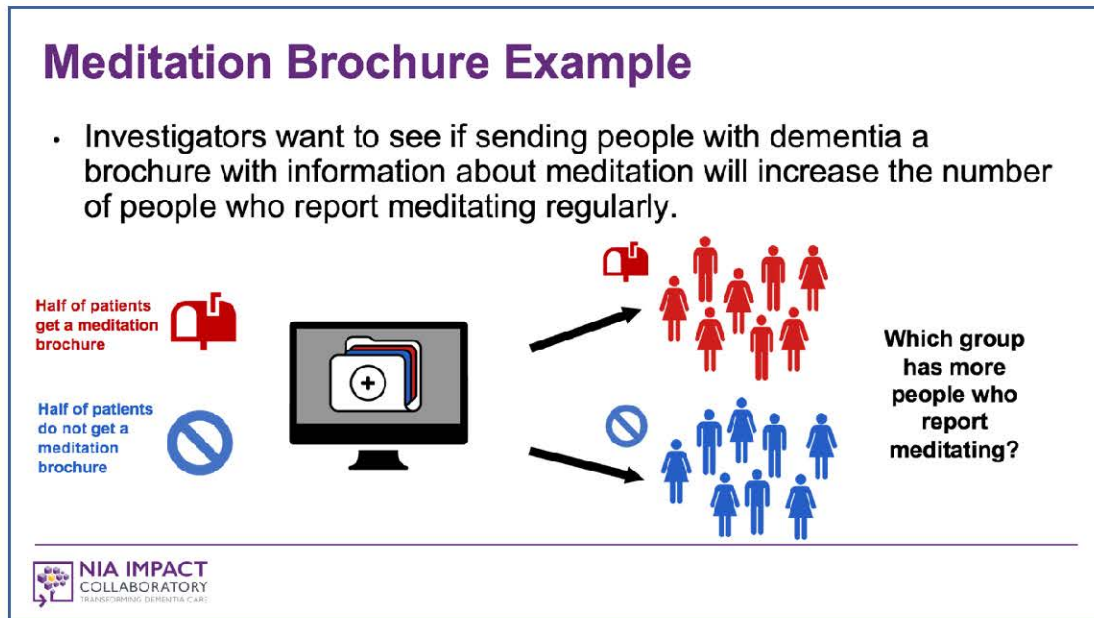 Meditation Brochure Example
• Investigators want to see if sending people with dementia a
brochure with information about meditation will increase the number
of people who report meditating regularly.
Half of patients
get a meditation
brochure
Half of patients
do not get a
meditation
brochure
Which group
has more
people who
report
meditating?
NIA IMPACT
COLLABORATORY
TRANSFORMING DEMENTIA CARE